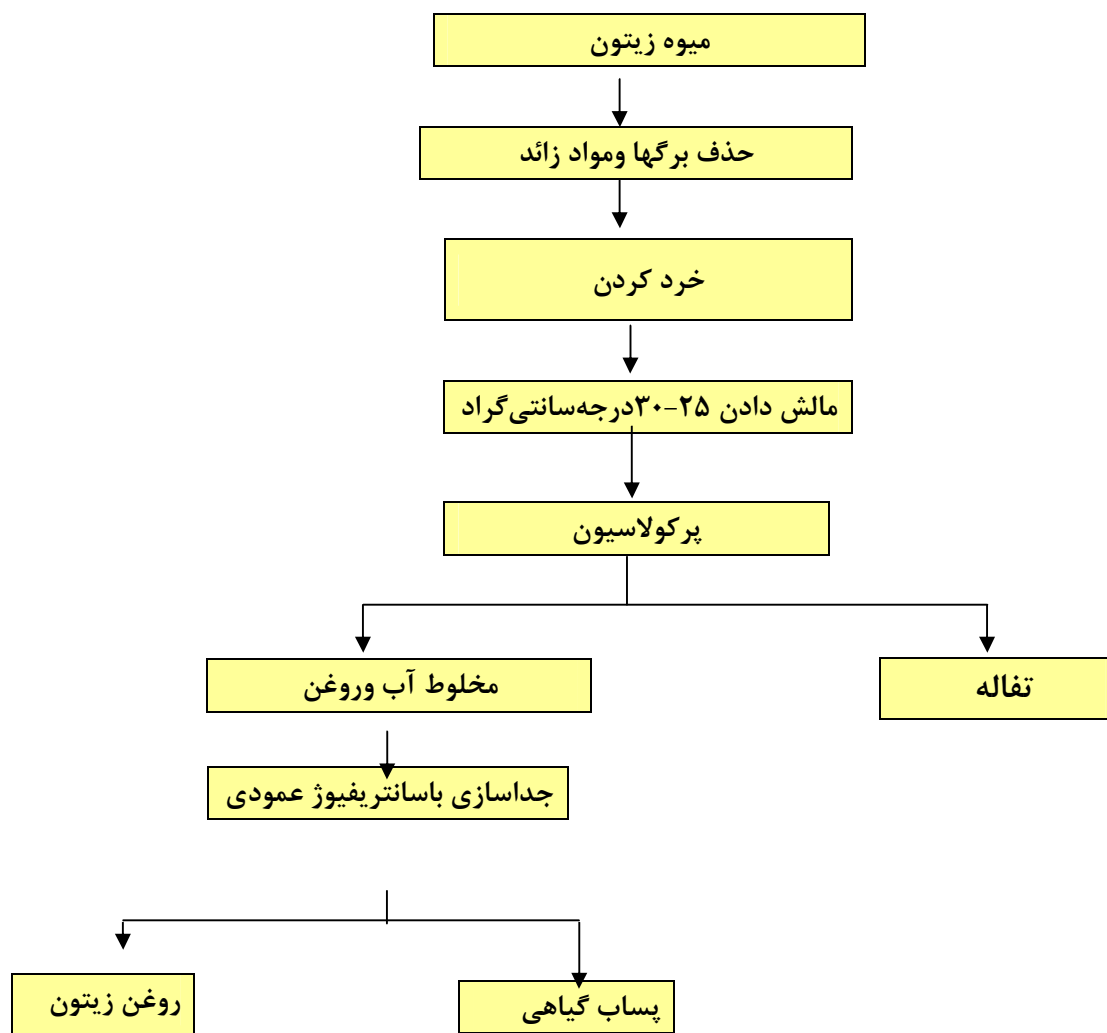 میوه زیتون
حذف برگها ومواد زائد
خرد کردن
مالش دادن ۲۵-۳۰درجه‌سانتی‌گراد
پرکولاسیون
تفاله
مخلوط آب وروغن
جداسازی باسانتریفیوژ عمودی
پساب گیاهی
روغن زیتون